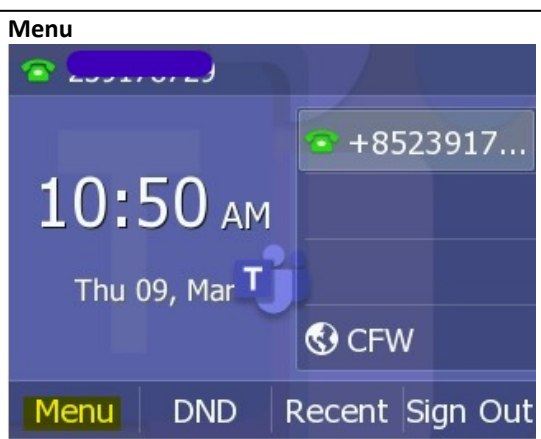 Menu
+8523917...
10:50 AM
Thu 09, Mar
T
CFW
Menu DND Recent Sign Out